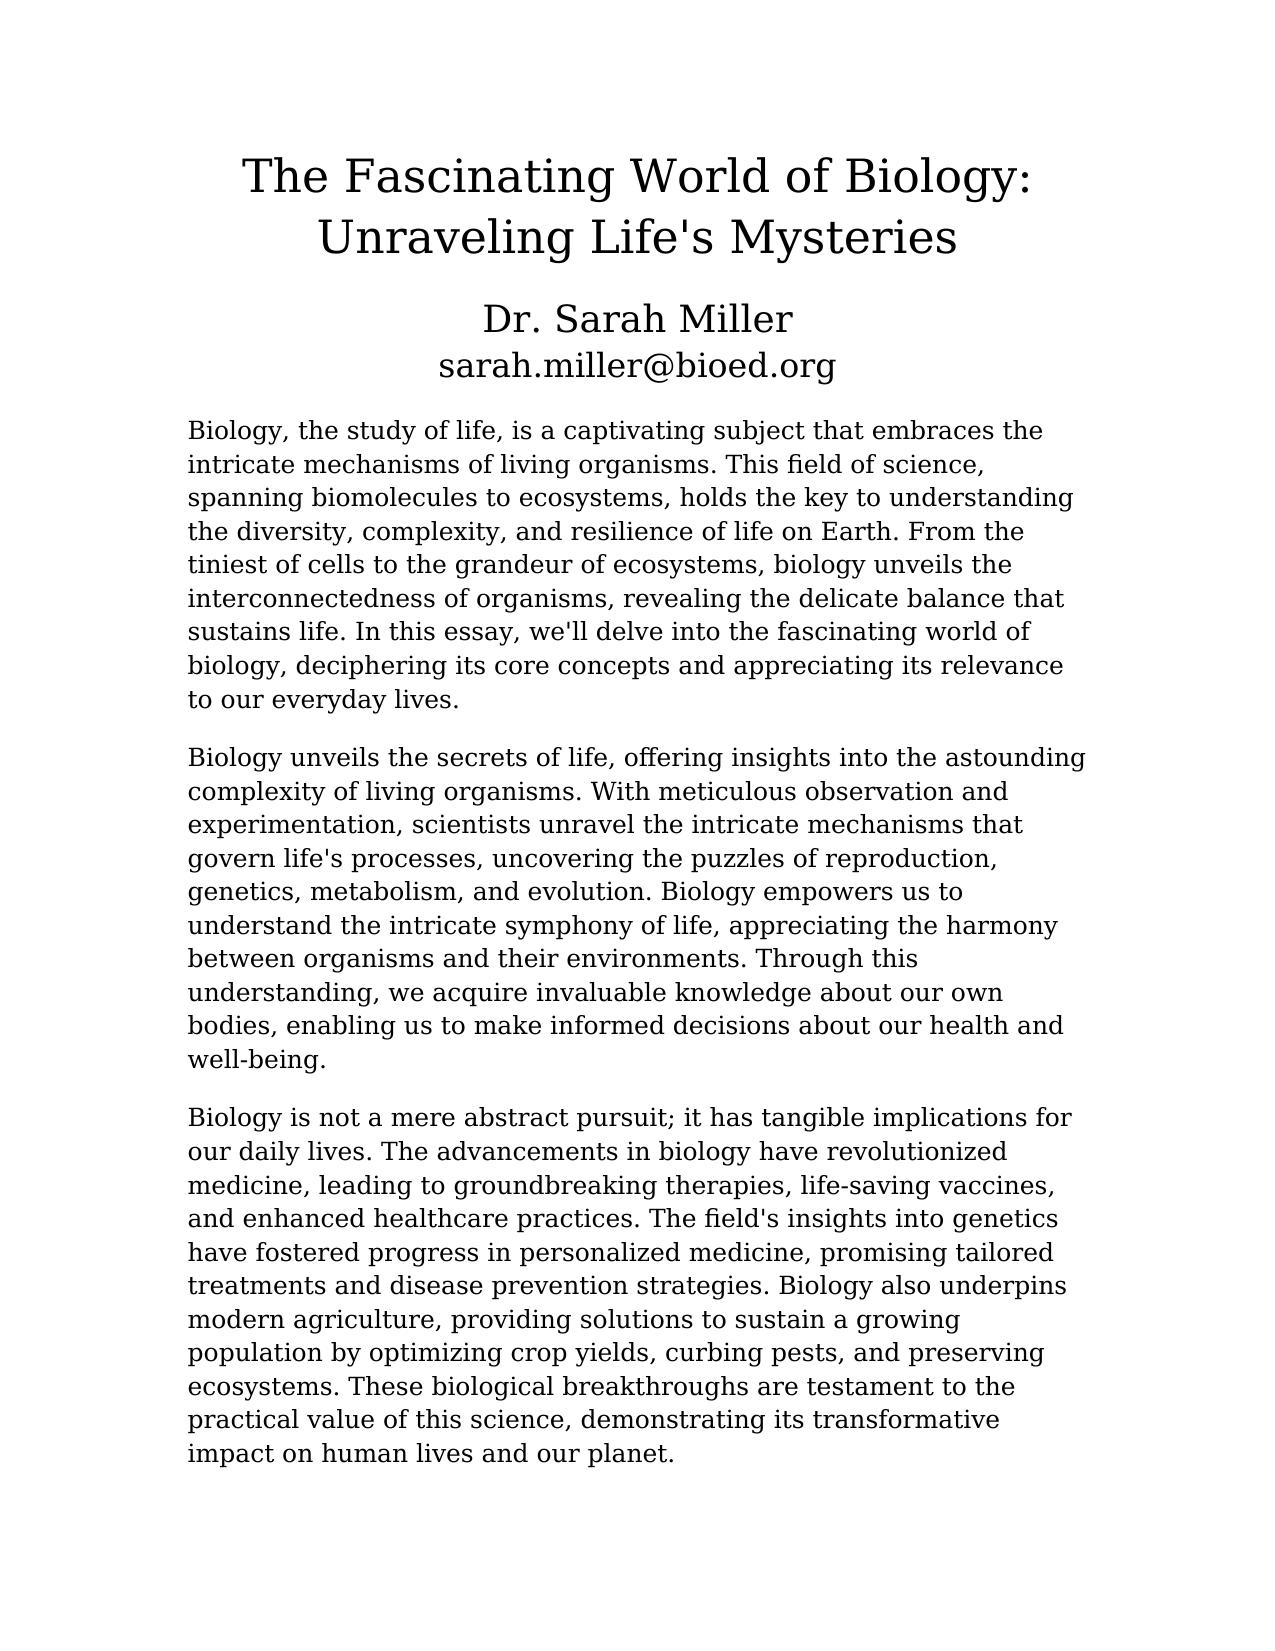 The Fascinating World of Biology:
Unraveling Life's Mysteries
Dr. Sarah Miller
sarah.miller@bioed.org
Biology, the study of life, is a captivating subject that embraces the
intricate mechanisms of living organisms. This field of science,
spanning biomolecules to ecosystems, holds the key to understanding
the diversity, complexity, and resilience of life on Earth. From the
tiniest of cells to the grandeur of ecosystems, biology unveils the
interconnectedness of organisms, revealing the delicate balance that
sustains life. In this essay, we'll delve into the fascinating world of
biology, deciphering its core concepts and appreciating its relevance
to our everyday lives.
Biology unveils the secrets of life, offering insights into the astounding
complexity of living organisms. With meticulous observation and
experimentation, scientists unravel the intricate mechanisms that
govern life's processes, uncovering the puzzles of reproduction,
genetics, metabolism, and evolution. Biology empowers us to
understand the intricate symphony of life, appreciating the harmony
between organisms and their environments. Through this
understanding, we acquire invaluable knowledge about our own
bodies, enabling us to make informed decisions about our health and
well-being.
Biology is not a mere abstract pursuit; it has tangible implications for
our daily lives. The advancements in biology have revolutionized
medicine, leading to groundbreaking therapies, life-saving vaccines,
and enhanced healthcare practices. The field's insights into genetics
have fostered progress in personalized medicine, promising tailored
treatments and disease prevention strategies. Biology also underpins
modern agriculture, providing solutions to sustain a growing
population by optimizing crop yields, curbing pests, and preserving
ecosystems. These biological breakthroughs are testament to the
practical value of this science, demonstrating its transformative
impact on human lives and our planet.